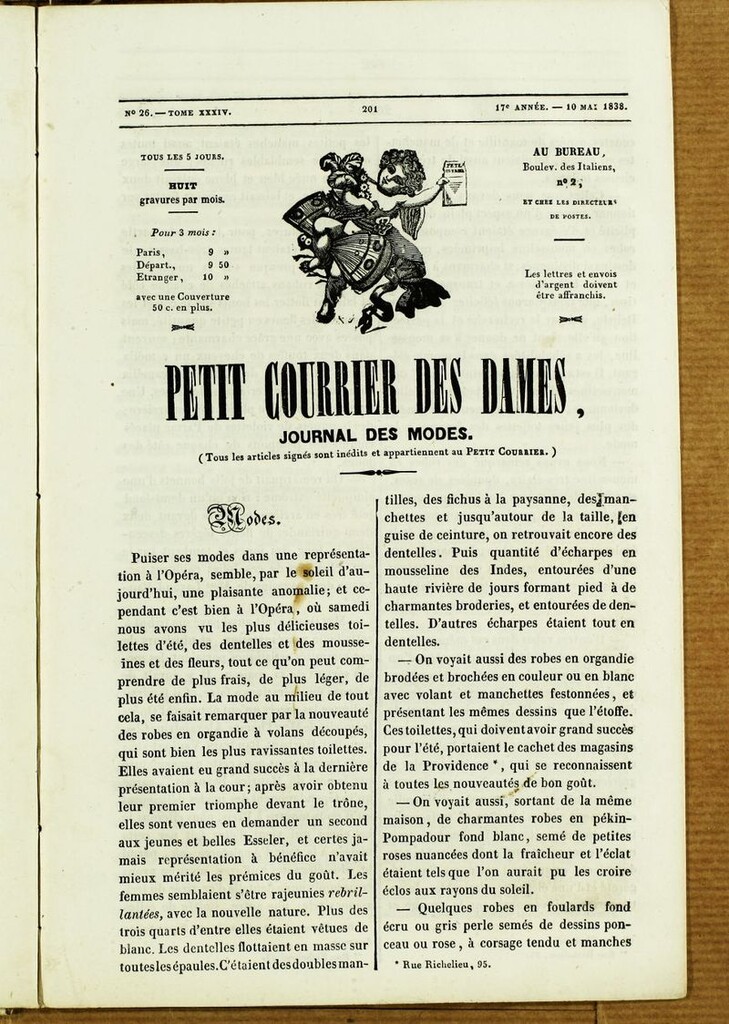 Nº 26. — TOME XXXIV.
201
17e ANNÉE. — 10 MAI 1838.
TOUS LES 5 JOURS.
HUIT
gravures par mois.
Pour 3 mois :
Paris, 9 »
Départ., 9 50
Etranger, 10 »
avec une Couverture
50 c. en plus.
AU BUREAU,
Boulev. des Italiens,
nº 2,
ET CHEZ LES DIRECTEURS
DE POSTES.
Les lettres et envois
d'argent doivent
être affranchis.
PETIT COURRIER DES DAMES,
JOURNAL DES MODES.
(Tous les articles signés sont inédits et appartiennent au PETIT COURRIER.)
Modes.
Puiser ses modes dans une représenta-
tion à l'Opéra, semble, par le soleil d'au-
jourd'hui, une plaisante anomalie; et ce-
pendant c'est bien à l'Opéra, où samedi
nous avons vu les plus délicieuses toi-
lettes d'été, des dentelles et des mousse-
ines et des fleurs, tout ce qu'on peut com-
prendre de plus frais, de plus léger, de
plus été enfin. La mode au milieu de tout
cela, se faisait remarquer par la nouveauté
des robes en organdie à volans découpés,
qui sont bien les plus ravissantes toilettes.
Elles avaient eu grand succès à la dernière
présentation à la cour; après avoir obtenu
leur premier triomphe devant le trône,
elles sont venues en demander un second
aux jeunes et belles Essler, et certes ja-
mais représentation à bénéfice n'avait
mieux mérité les prémices du goût. Les
femmes semblaient s'être rajeunies rebril-
lantées, avec la nouvelle nature. Plus des
trois quarts d'entre elles étaient vêtues de
blanc. Les dentelles flottaient en masse sur
toutes les épaules. C'étaient des doubles man-
tilles, des fichus à la paysanne, des man-
chettes et jusqu'autour de la taille, en
guise de ceinture, on retrouvait encore des
dentelles. Puis quantité d'écharpes en
mousseline des Indes, entourées d'une
haute rivière de jours formant pied à de
charmantes broderies, et entourées de den-
telles. D'autres écharpes étaient tout en
dentelles.
— On voyait aussi des robes en organdie
brodées et brochées en couleur ou en blanc
avec volant et manchettes festonnées, et
présentant les mêmes dessins que l'étoffe.
Ces toilettes, qui doivent avoir grand succès
pour l'été, portaient le cachet des magasins
de la Providence *, qui se reconnaissent
à toutes les nouveautés de bon goût.
— On voyait aussi, sortant de la même
maison, de charmantes robes en pékin-
Pompadour fond blanc, semé de petites
roses nuancées dont la fraîcheur et l'éclat
étaient tels que l'on aurait pu les croire
éclos aux rayons du soleil.
— Quelques robes en foulards fond
écru ou gris perle semés de dessins pon-
ceau ou rose, à corsage tendu et manches
* Rue Richelieu, 95.